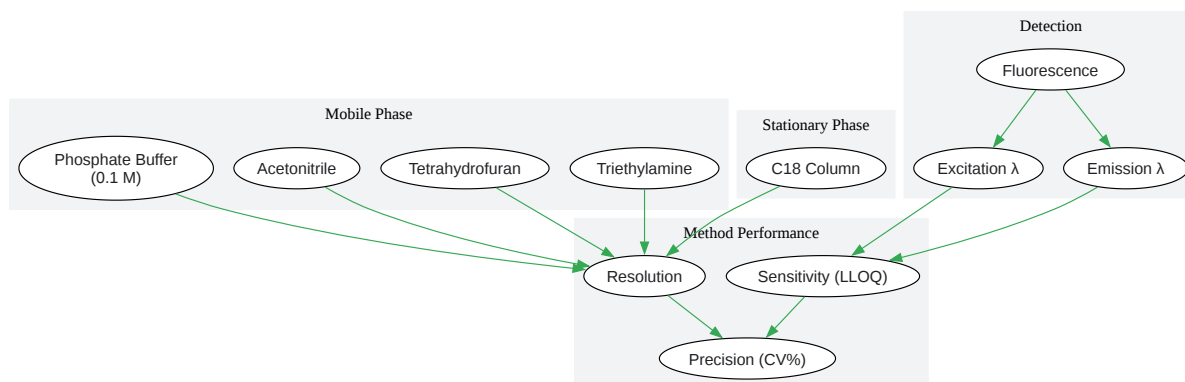 Detection
Fluorescence
Mobile Phase
Stationary Phase
Phosphate Buffer
(0.1 M)
Acetonitrile
Tetrahydrofuran
Triethylamine
C18 Column
Excitation λ
Emission λ
Method Performance
Resolution
Sensitivity (LLOQ)
Precision (CV%)